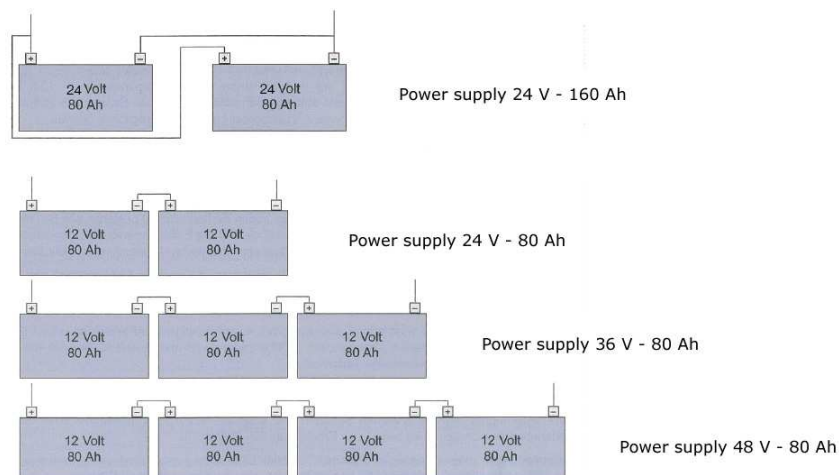 + − + −
24 Volt 24 Volt
80 Ah 80 Ah
Power supply 24 V - 160 Ah
+ − + −
12 Volt 12 Volt
80 Ah 80 Ah
Power supply 24 V - 80 Ah
+ − + − + −
12 Volt 12 Volt 12 Volt
80 Ah 80 Ah 80 Ah
Power supply 36 V - 80 Ah
+ − + − + − + −
12 Volt 12 Volt 12 Volt 12 Volt
80 Ah 80 Ah 80 Ah 80 Ah
Power supply 48 V - 80 Ah